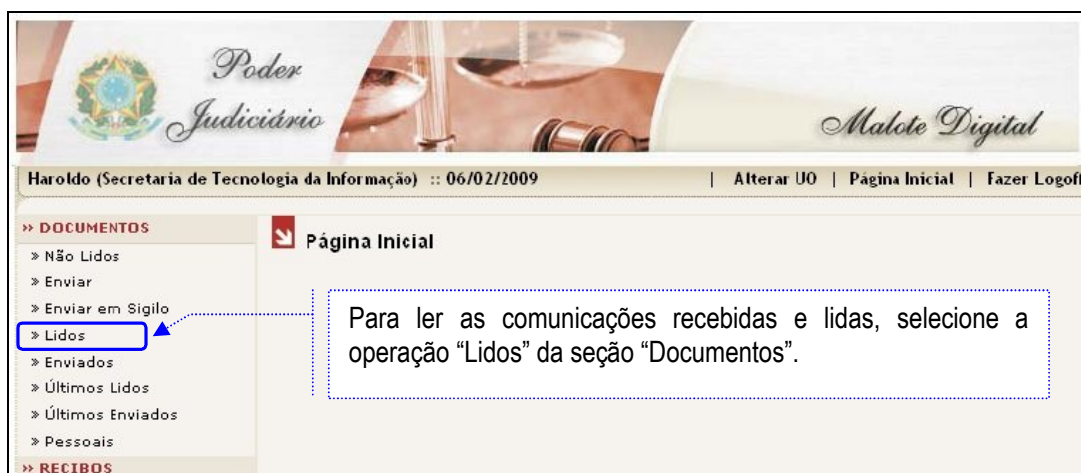 Poder
Judiciário
Malote Digital
Haroldo (Secretaria de Tecnologia da Informação) :: 06/02/2009 | Alterar UO | Página Inicial | Fazer Logoff
» DOCUMENTOS
» Não Lidos
» Enviar
» Enviar em Sigilo
» Lidos
» Enviados
» Últimos Lidos
» Últimos Enviados
» Pessoais
» RECIBOS
Página Inicial
Para ler as comunicações recebidas e lidas, selecione a
operação “Lidos” da seção “Documentos”.